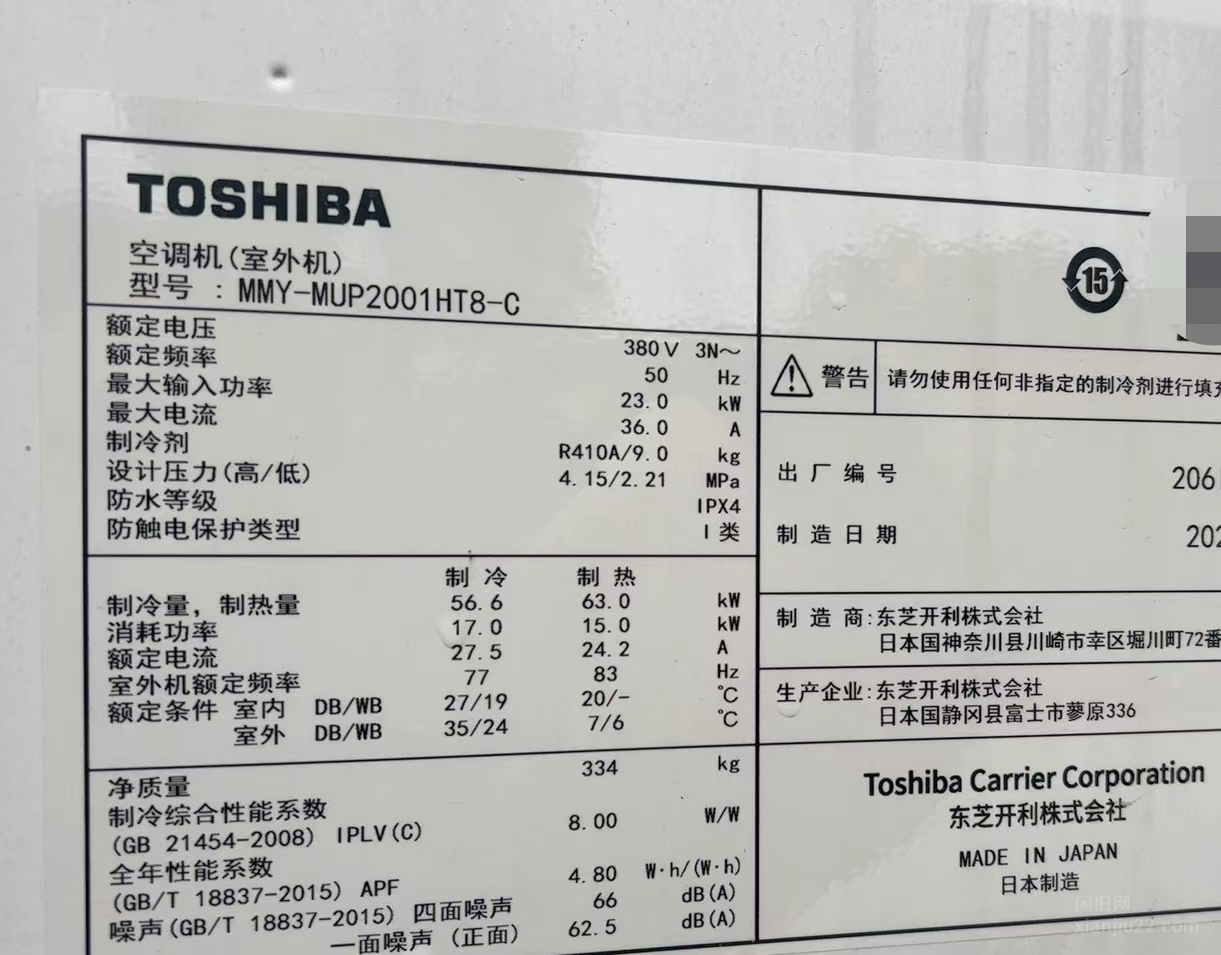 TOSHIBA
空调机(室外机)
型号 : MMY-MUP2001HT8-C
额定电压 380V 3N～
额定频率 50 Hz
最大输入功率 23.0 kW
最大电流 36.0 A
制冷剂 R410A/9.0 kg
设计压力(高/低) 4.15/2.21 MPa
防水等级 IPX4
防触电保护类型 I 类
制冷 制热
制冷量, 制热量 56.6 63.0 kW
消耗功率 17.0 15.0 kW
额定电流 27.5 24.2 A
室外机额定频率 77 83 Hz
额定条件 室内 DB/WB 27/19 20/- ℃
室外 DB/WB 35/24 7/6 ℃
净质量 334 kg
制冷综合性能系数
(GB 21454-2008) IPLV(C) 8.00 W/W
全年性能系数
(GB/T 18837-2015) APF 4.80 W·h/(W·h)
噪声(GB/T 18837-2015) 四面噪声 66 dB(A)
一面噪声 (正面) 62.5 dB(A)
15
警告 请勿使用任何非指定的制冷剂进行填充
出厂编号 206
制造日期 202
制造商:东芝开利株式会社
日本国神奈川县川崎市幸区堀川町72番
生产企业:东芝开利株式会社
日本国静冈县富士市蓼原336
Toshiba Carrier Corporation
东芝开利株式会社
MADE IN JAPAN
日本制造
闲旧网
xianjiu22.com